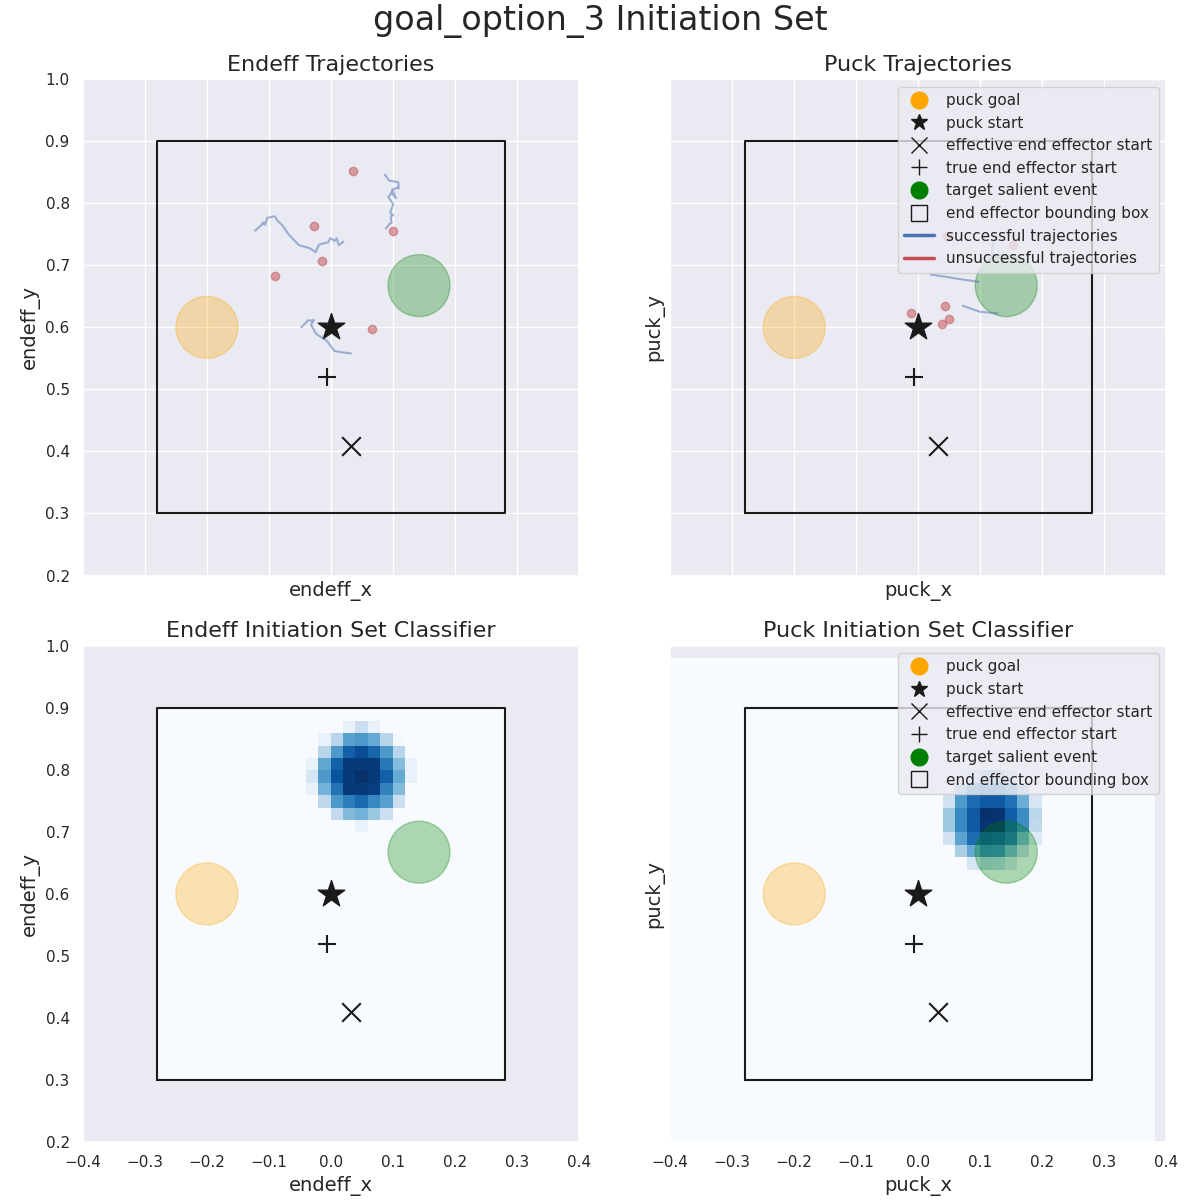 goal_option_3 Initiation Set
Endeff Trajectories
endeff_y
1.0
0.9
0.8
0.7
0.6
0.5
0.4
0.3
0.2
endeff_x
Puck Trajectories
puck_y
puck goal
puck start
effective end effector start
true end effector start
target salient event
end effector bounding box
successful trajectories
unsuccessful trajectories
puck_x
Endeff Initiation Set Classifier
endeff_y
1.0
0.9
0.8
0.7
0.6
0.5
0.4
0.3
0.2
−0.4 −0.3 −0.2 −0.1 0.0 0.1 0.2 0.3 0.4
endeff_x
Puck Initiation Set Classifier
puck_y
puck goal
puck start
effective end effector start
true end effector start
target salient event
end effector bounding box
−0.4 −0.3 −0.2 −0.1 0.0 0.1 0.2 0.3 0.4
puck_x